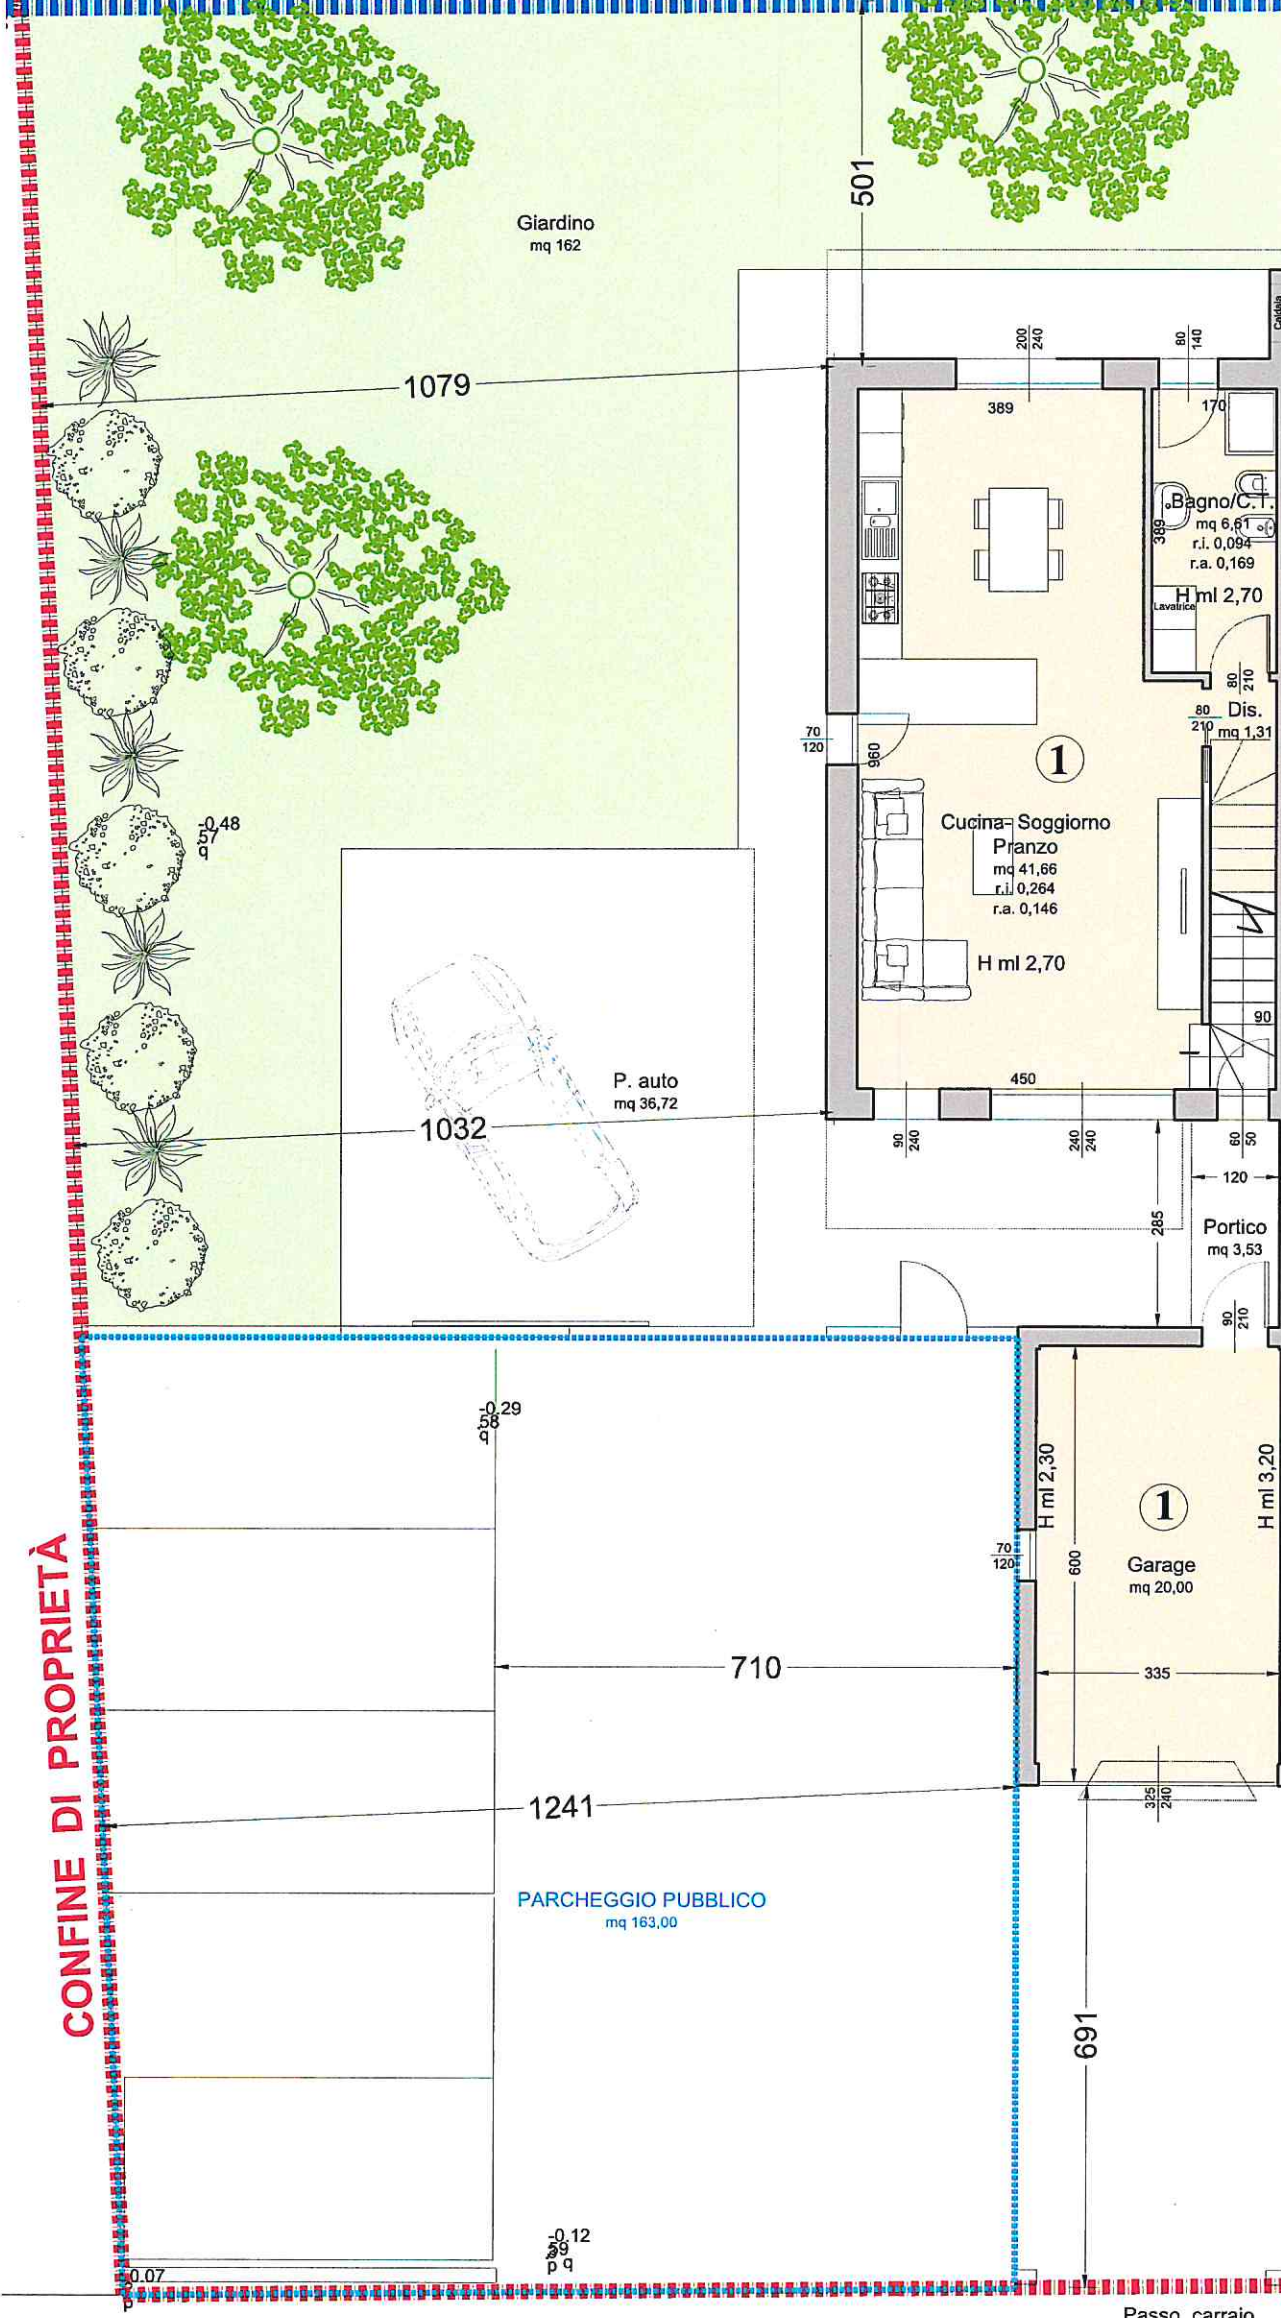 501
Giardino
mq 162
Caldaia
200
240
80
140
1079
389
170
Bagno/C.T.
mq 6,61
r.i. 0,094
r.a. 0,169
389
H ml 2,70
Lavatrice
80
210
Dis.
mq 1,31
80
210
70
120
960
1
Cucina- Soggiorno
Pranzo
mq 41,66
r.i. 0,264
r.a. 0,146
H ml 2,70
-0.48
57
q
90
450
P. auto
mq 36,72
1032
90
240
240
240
60
50
120
285
Portico
mq 3,53
90
210
-0.29
58
q
H ml 2,30
H ml 3,20
1
70
120
600
Garage
mq 20,00
CONFINE DI PROPRIETÀ
710
335
325
240
1241
PARCHEGGIO PUBBLICO
mq 163,00
691
-0.12
59
p q
0.07
p
Passo carraio